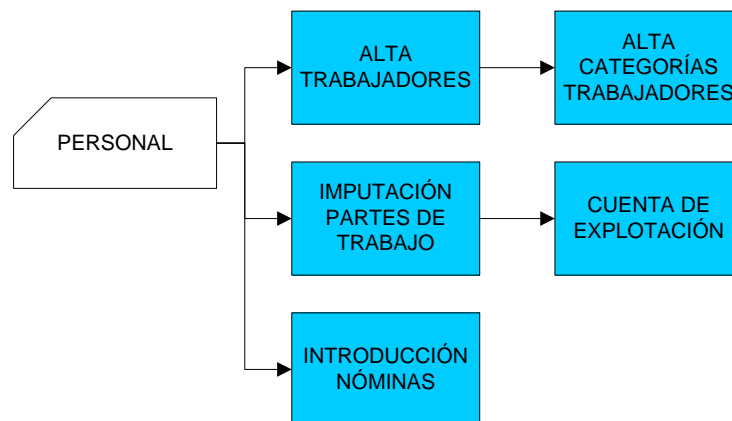 ALTA
TRABAJADORES
ALTA
CATEGORÍAS
TRABAJADORES
PERSONAL
IMPUTACIÓN
PARTES DE
TRABAJO
CUENTA DE
EXPLOTACIÓN
INTRODUCCIÓN
NÓMINAS